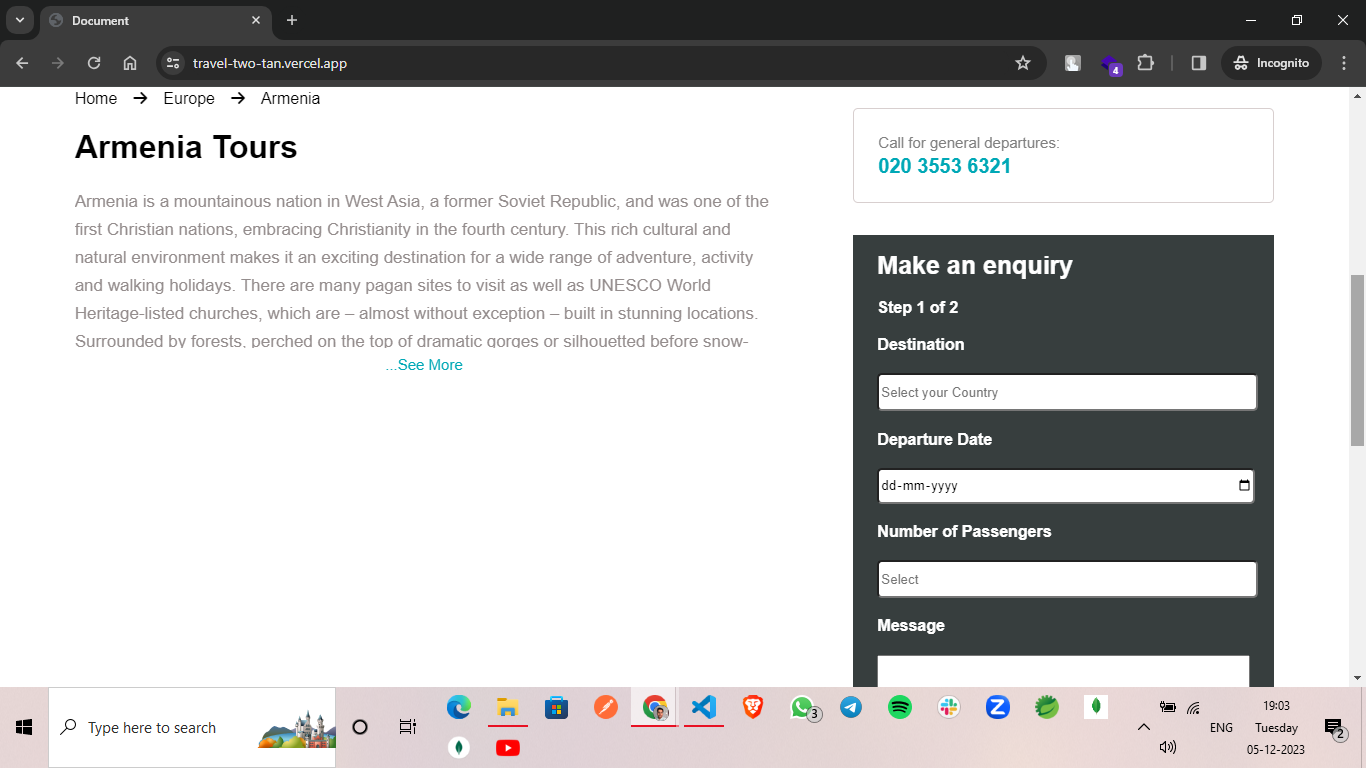 Document
travel-two-tan.vercel.app
4
Incognito
Home → Europe → Armenia
Armenia Tours
Armenia is a mountainous nation in West Asia, a former Soviet Republic, and was one of the
first Christian nations, embracing Christianity in the fourth century. This rich cultural and
natural environment makes it an exciting destination for a wide range of adventure, activity
and walking holidays. There are many pagan sites to visit as well as UNESCO World
Heritage-listed churches, which are – almost without exception – built in stunning locations.
Surrounded by forests, perched on the top of dramatic gorges or silhouetted before snow-
...See More
Call for general departures:
020 3553 6321
Make an enquiry
Step 1 of 2
Destination
Select your Country
Departure Date
dd-mm-yyyy
Number of Passengers
Select
Message
Type here to search
3
ENG
19:03
Tuesday
05-12-2023
2